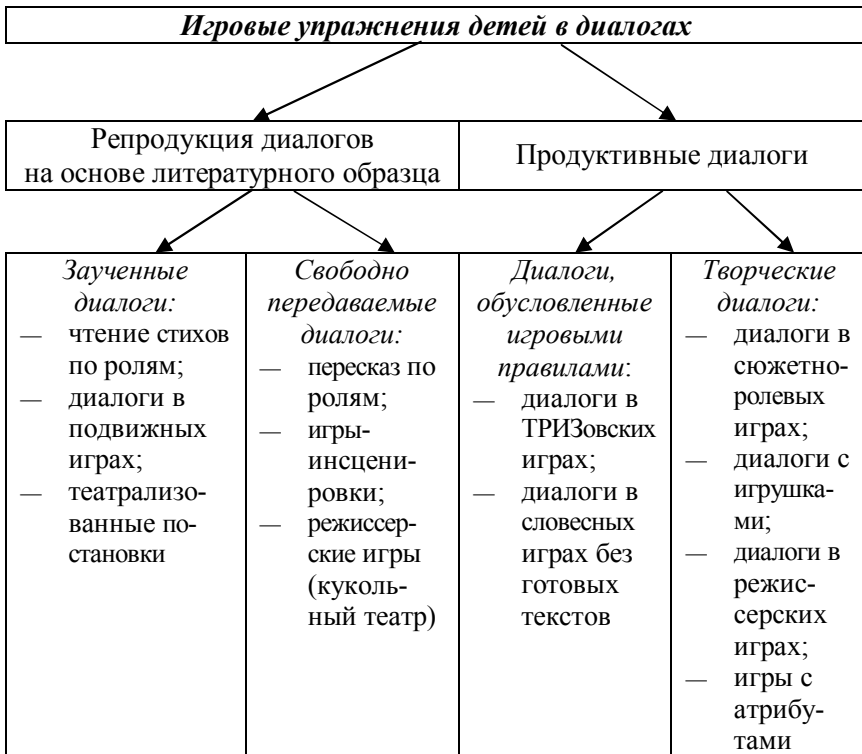 Игровые упражнения детей в диалогах
Репродукция диалогов
на основе литературного образца
Продуктивные диалоги
Заученные
диалоги:
— чтение стихов
по ролям;
— диалоги в
подвижных
играх;
— театрализо-
ванные по-
становки
Свободно
передаваемые
диалоги:
— пересказ по
ролям;
— игры-
инсцени-
ровки;
— режиссер-
ские игры
(куколь-
ный театр)
Диалоги,
обусловленные
игровыми
правилами:
— диалоги в
ТРИЗовских
играх;
— диалоги в
словесных
играх без
готовых
текстов
Творческие
диалоги:
— диалоги в
сюжетно-
ролевых
играх;
— диалоги с
игрушка-
ми;
— диалоги в
режис-
серских
играх;
— игры с
атрибу-
тами